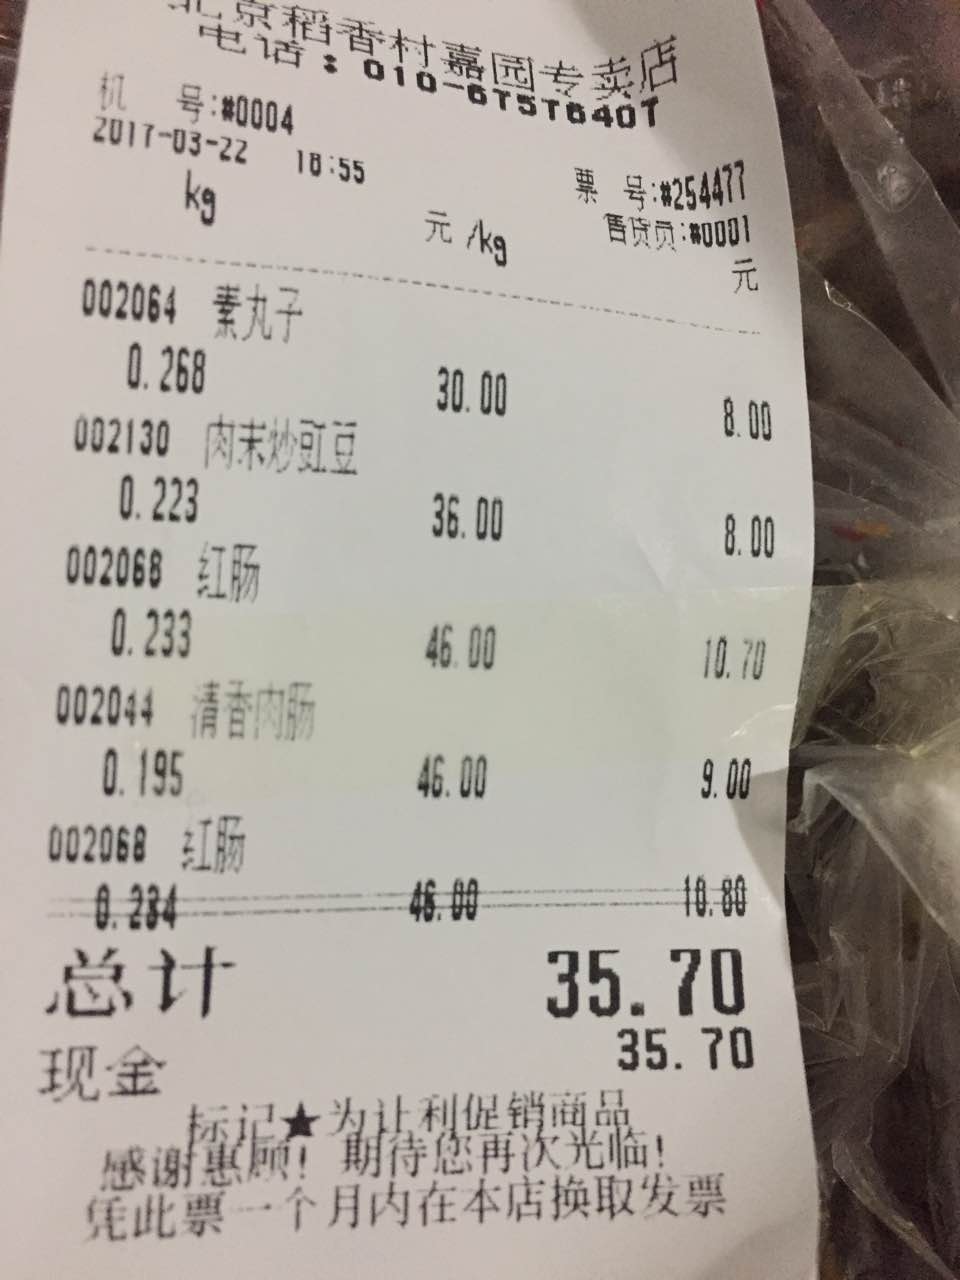 北京稻香村嘉园专卖店
电话：010-67576407
机 号:#0004 票 号:#254477
2017-03-22 18:55 售货员:#0001
kg 元/kg 元
002064 素丸子
0.268 30.00 8.00
002130 肉末炒豇豆
0.223 36.00 8.00
002068 红肠
0.233 46.00 10.70
002044 清香肉肠
0.195 46.00 9.00
002068 红肠
0.234 46.00 10.80
总计 35.70
现金 35.70
标记★为让利促销商品
感谢惠顾！期待您再次光临！
凭此票一个月内在本店换取发票